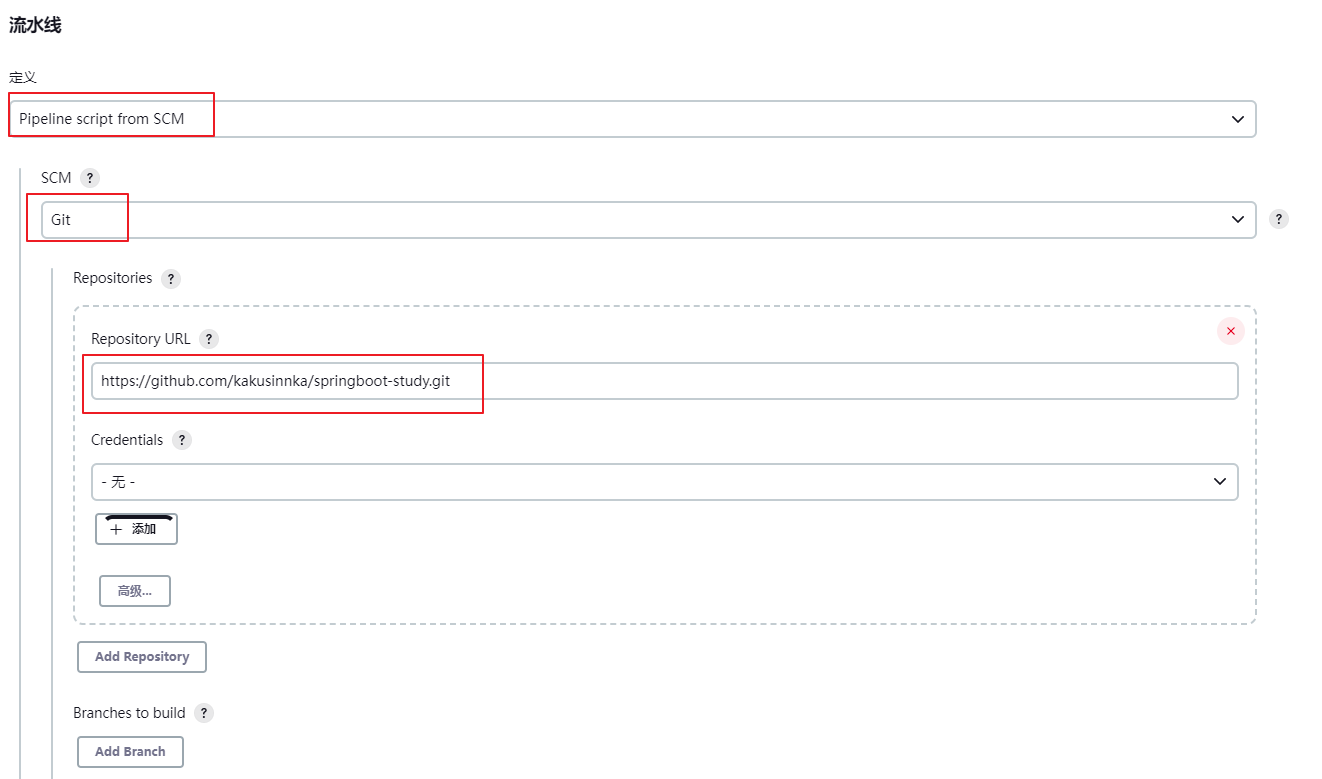 流水线
定义
Pipeline script from SCM
SCM ?
Git
?
Repositories ?
Repository URL ?
https://github.com/kakusinnka/springboot-study.git
Credentials ?
- 无 -
+ 添加
高级...
Add Repository
Branches to build ?
Add Branch